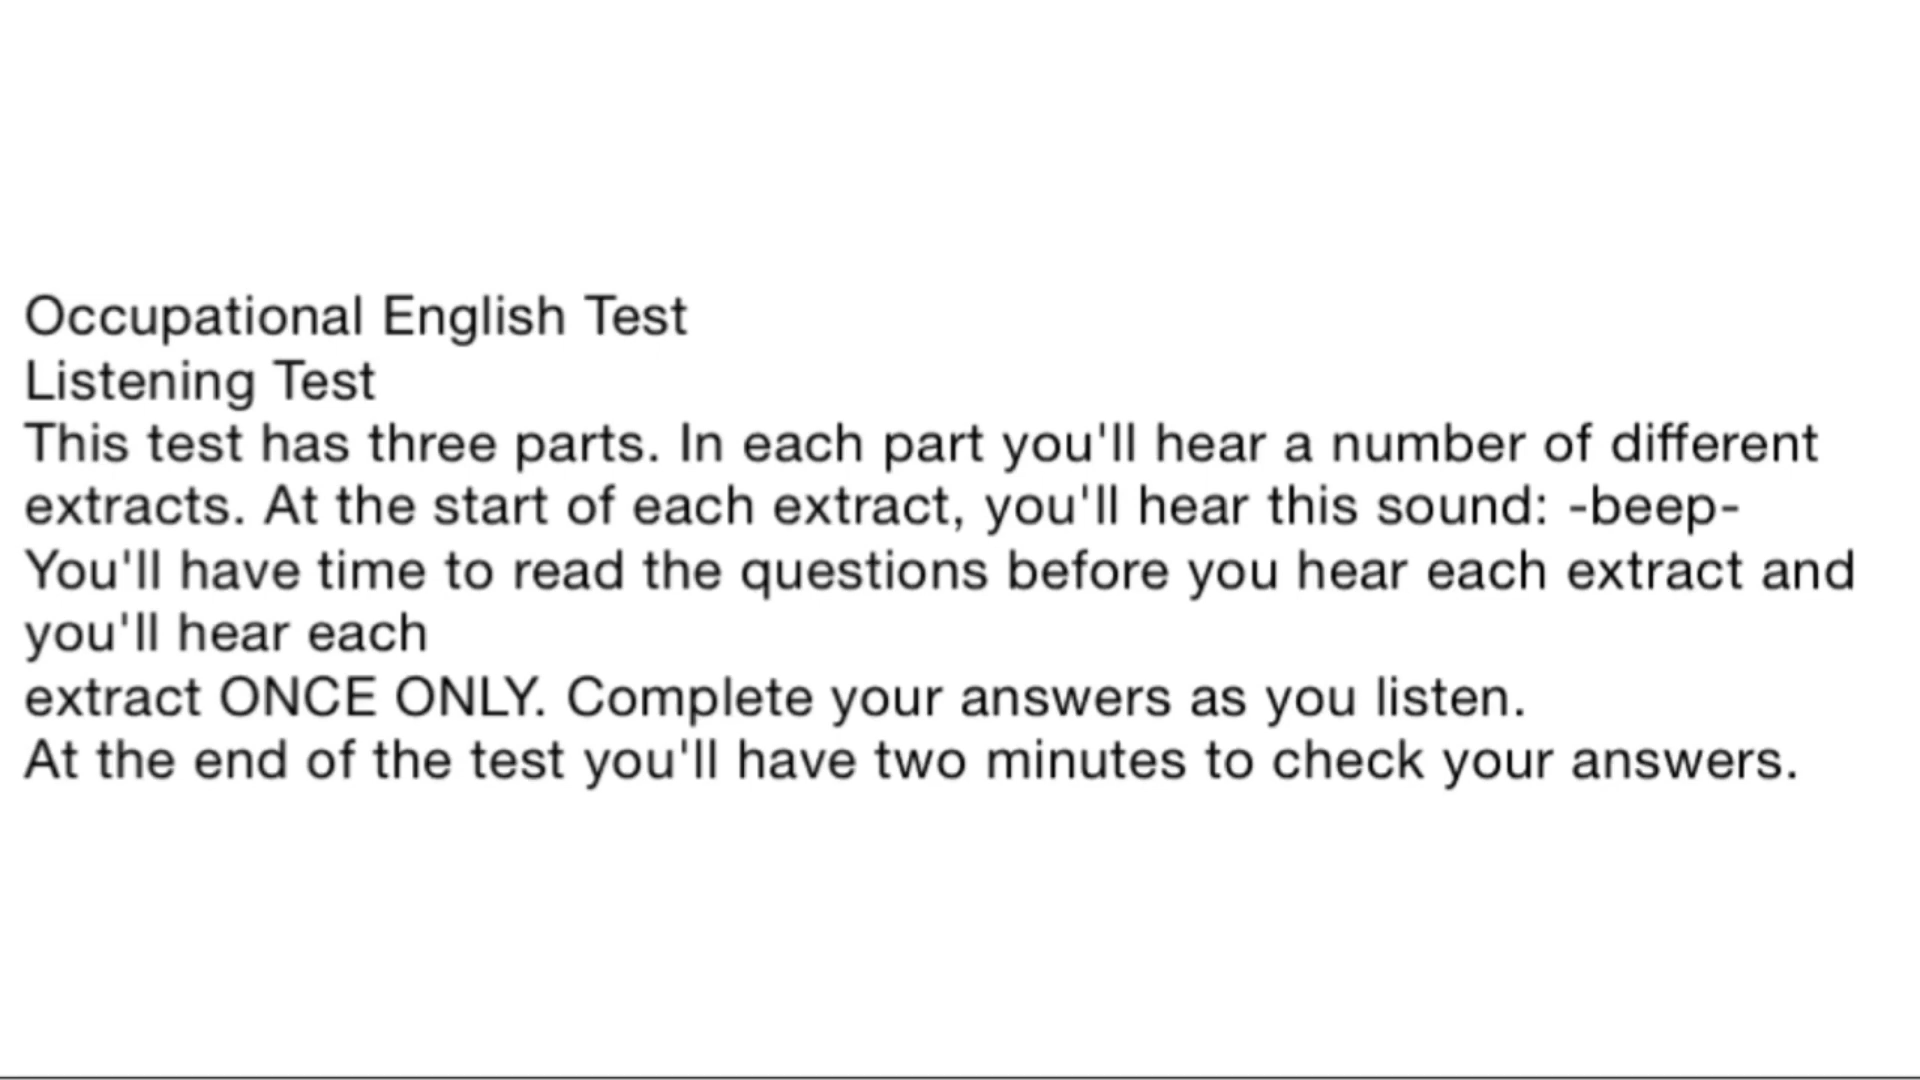 Occupational English Test
Listening Test
This test has three parts. In each part you'll hear a number of different
extracts. At the start of each extract, you'll hear this sound: -beep-
You'll have time to read the questions before you hear each extract and
you'll hear each
extract ONCE ONLY. Complete your answers as you listen.
At the end of the test you'll have two minutes to check your answers.